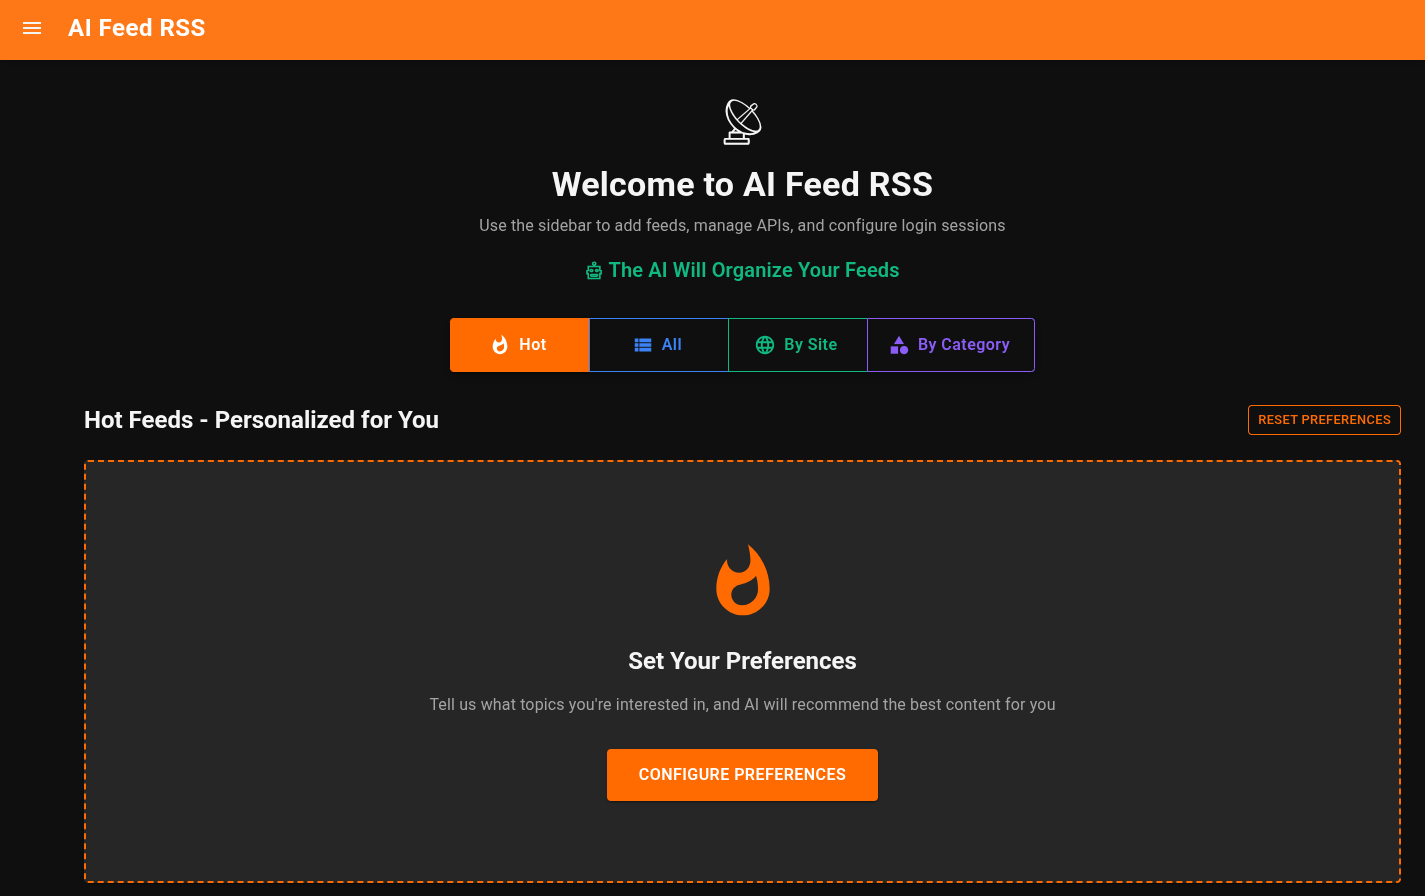 AI Feed RSS
Welcome to AI Feed RSS
Use the sidebar to add feeds, manage APIs, and configure login sessions
The AI Will Organize Your Feeds
Hot
All
By Site
By Category
Hot Feeds - Personalized for You
RESET PREFERENCES
Set Your Preferences
Tell us what topics you're interested in, and AI will recommend the best content for you
CONFIGURE PREFERENCES